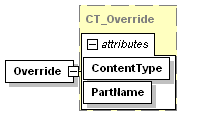 CT_Override
attributes
Override
ContentType
PartName